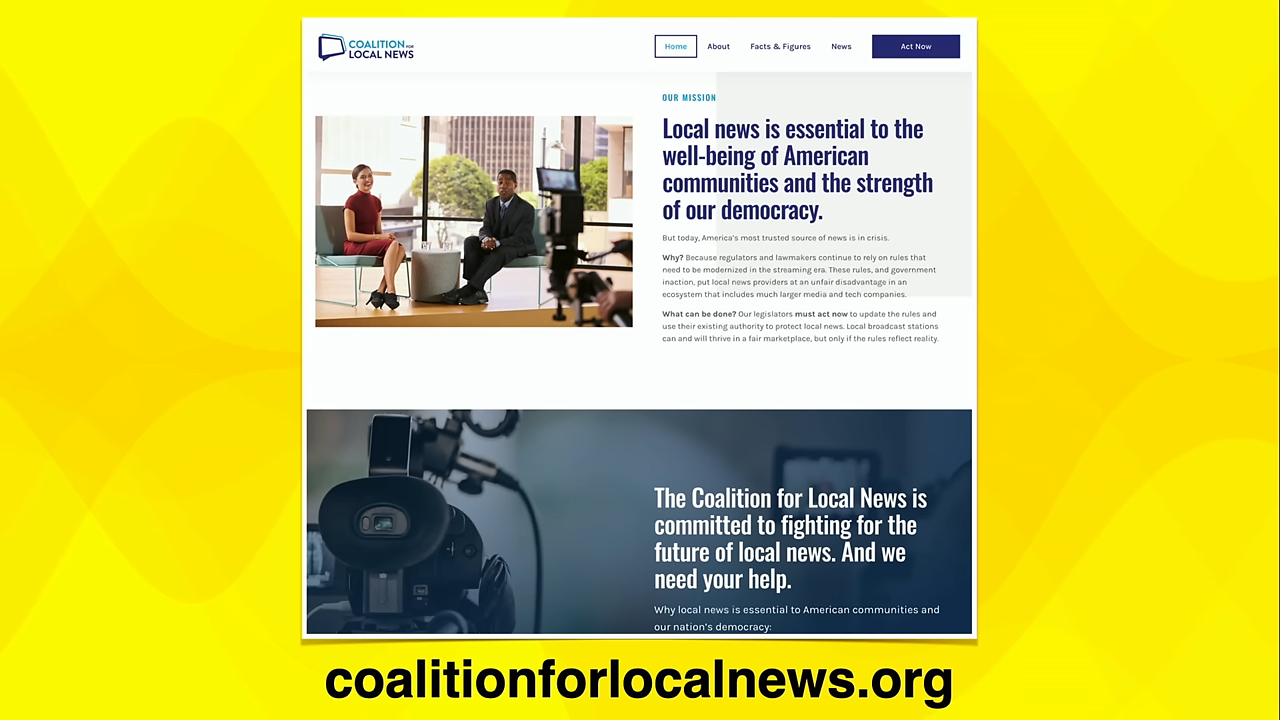 COALITION FOR
LOCAL NEWS
Home
About
Facts & Figures
News
Act Now
OUR MISSION
Local news is essential to the
well-being of American
communities and the strength
of our democracy.
But today, America's most trusted source of news is in crisis.
Why? Because regulators and lawmakers continue to rely on rules that
need to be modernized in the streaming era. These rules, and government
inaction, put local news providers at an unfair disadvantage in an
ecosystem that includes much larger media and tech companies.
What can be done? Our legislators must act now to update the rules and
use their existing authority to protect local news. Local broadcast stations
can and will thrive in a fair marketplace, but only if the rules reflect reality.
The Coalition for Local News is
committed to fighting for the
future of local news. And we
need your help.
Why local news is essential to American communities and
our nation's democracy:
coalitionforlocalnews.org